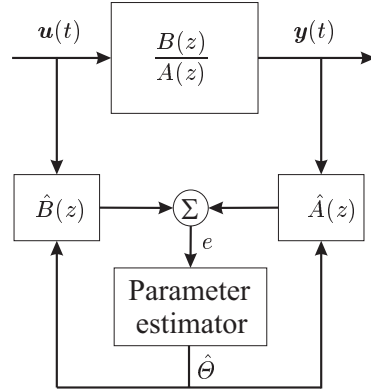 u(t)
B(z)
A(z)
y(t)
B̂(z)
Σ
Â(z)
e
Parameter
estimator
Θ̂